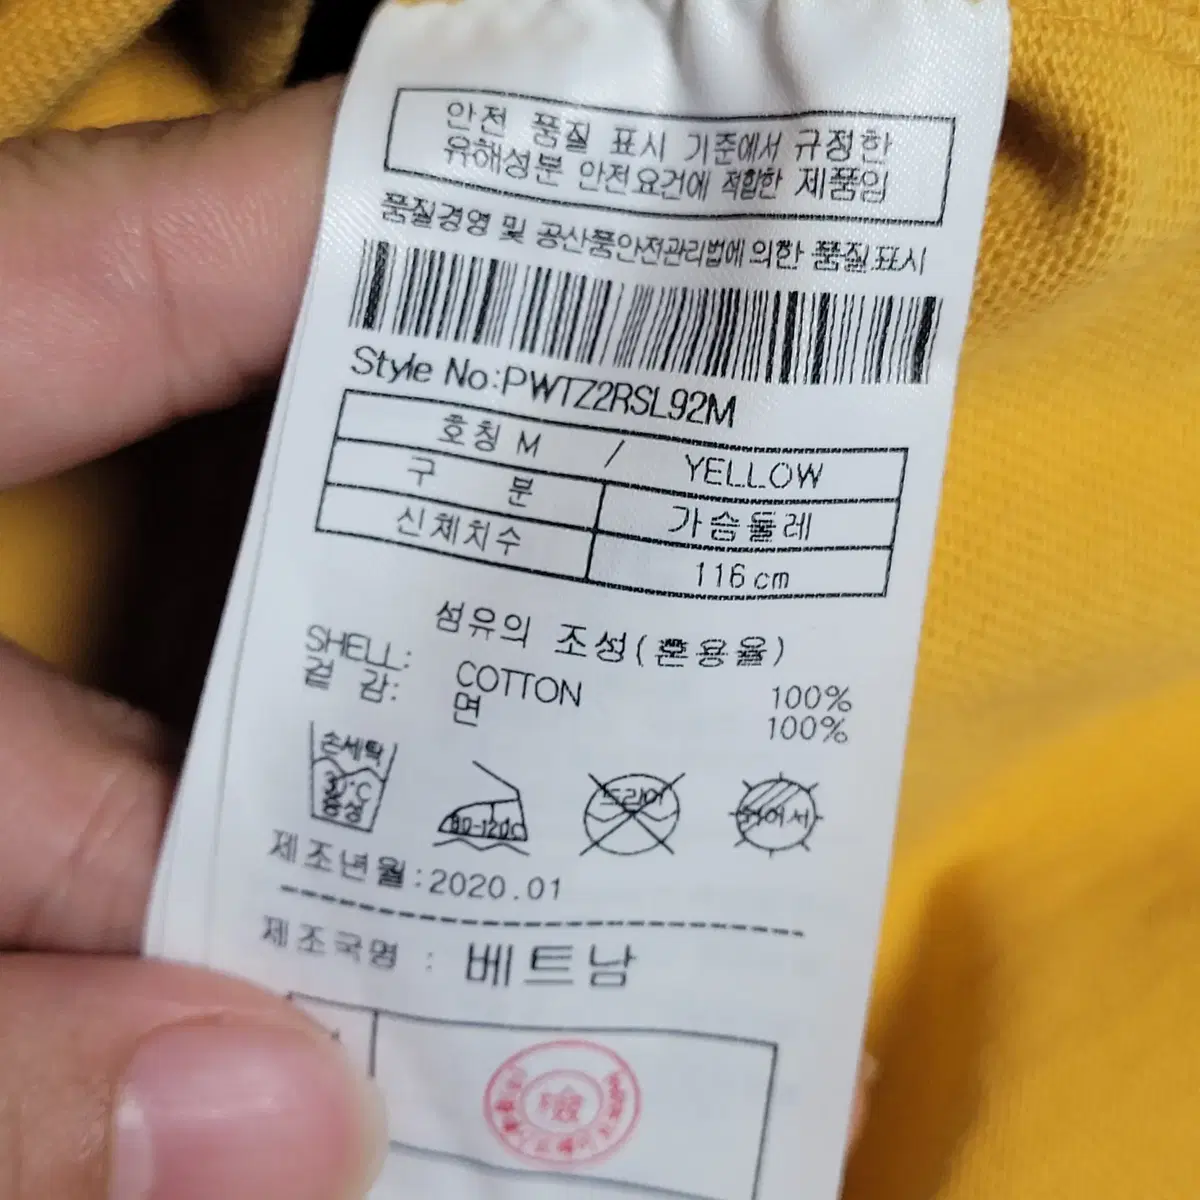 안전 품질 표시 기준에서 규정한
유해성분 안전요건에 적합한 제품임
품질경영 및 공산품안전관리법에 의한 품질표시
Style No:PWTZ2RSL92M
호칭 M / YELLOW
구 분 가슴둘레
신체치수 116cm
섬유의 조성(혼용율)
SHELL: COTTON 100%
겉 감: 면 100%
손세탁
30°C
중성
80-120C
드라이
제조년월:2020.01
제조국명 : 베트남